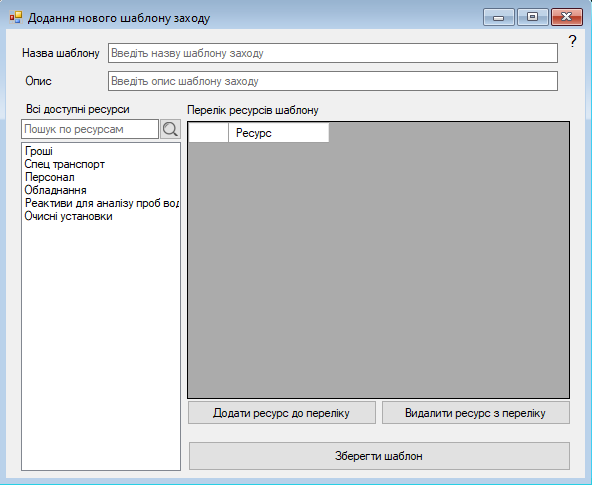 Додання нового шаблону заходу
?
Назва шаблону Введіть назву шаблону заходу
Опис Введіть опис шаблону заходу
Всі доступні ресурси
Пошук по ресурсам
Гроші
Спец транспорт
Персонал
Обладнання
Реактиви для аналізу проб вод
Очисні установки
Перелік ресурсів шаблону
Ресурс
Додати ресурс до переліку
Видалити ресурс з переліку
Зберегти шаблон